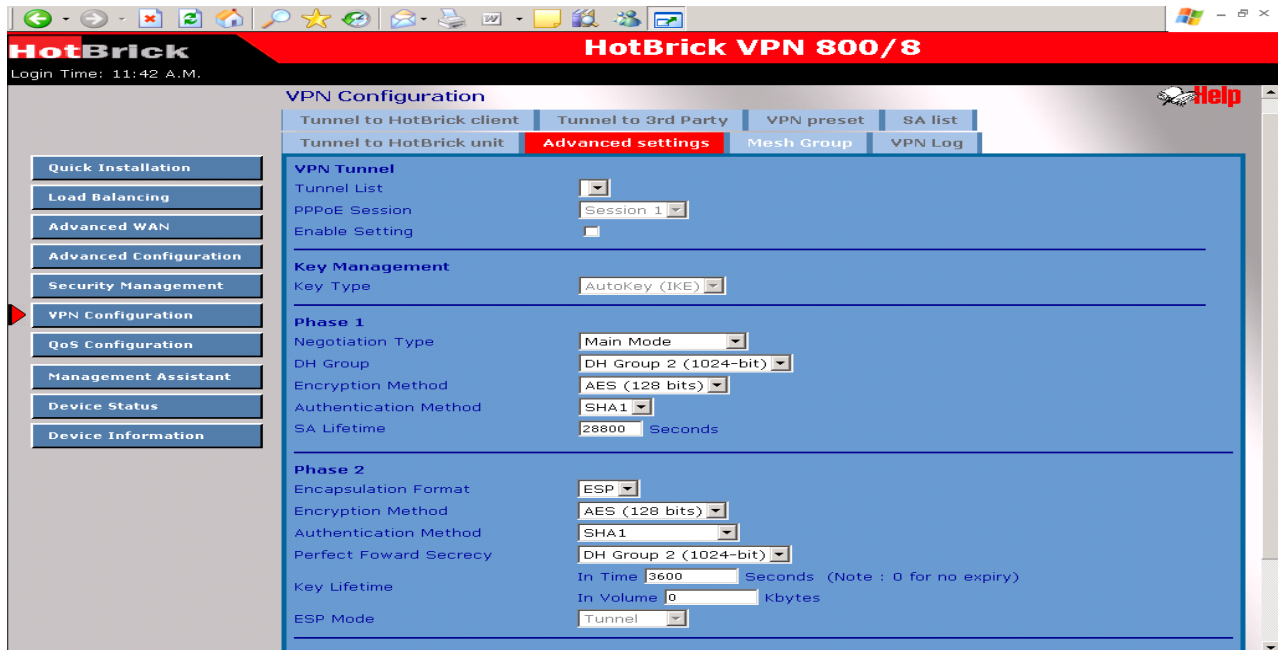 HotBrick
HotBrick VPN 800/8
Login Time: 11:42 A.M.
VPN Configuration
Help
Tunnel to HotBrick client
Tunnel to 3rd Party
VPN preset
SA list
Tunnel to HotBrick unit
Advanced settings
Mesh Group
VPN Log
Quick Installation
Load Balancing
Advanced WAN
Advanced Configuration
Security Management
VPN Configuration
QoS Configuration
Management Assistant
Device Status
Device Information
VPN Tunnel
Tunnel List
PPPoE Session Session 1
Enable Setting
Key Management
Key Type AutoKey (IKE)
Phase 1
Negotiation Type Main Mode
DH Group DH Group 2 (1024-bit)
Encryption Method AES (128 bits)
Authentication Method SHA1
SA Lifetime 28800 Seconds
Phase 2
Encapsulation Format ESP
Encryption Method AES (128 bits)
Authentication Method SHA1
Perfect Foward Secrecy DH Group 2 (1024-bit)
Key Lifetime
In Time 3600 Seconds (Note : 0 for no expiry)
In Volume 0 Kbytes
ESP Mode Tunnel